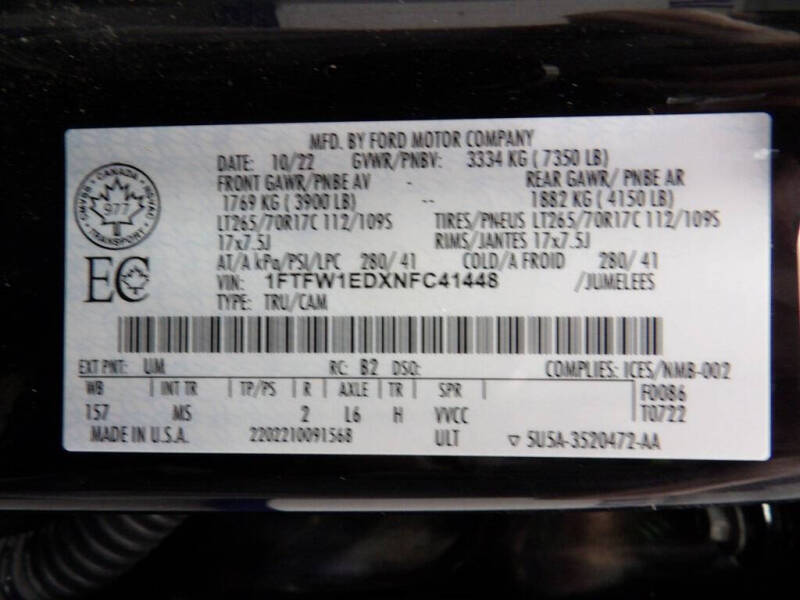 MFD. BY FORD MOTOR COMPANY
DATE: 10/22 GVWR/PNBV: 3334 KG (7350 LB)
FRONT GAWR/PNBE AV - REAR GAWR/ PNBE AR
1769 KG (3900 LB) -- 1882 KG (4150 LB)
LT265/70R17C 112/109S TIRES/PNEUS LT265/70R17C 112/109S
17x7.5J RIMS/JANTES 17x7.5J
AT/A kPa/PSI/LPC 280/41 COLD/A FROID 280/41
VIN: 1FTFW1EDXNFC41448 /JUMELEES
TYPE: TRU/CAM
CANADA
977
TRANSPORT
EC
EXT PNT: UM RC: B2 DSO: COMPLIES: ICES/NMB-002
WB INT TR TP/PS R AXLE TR SPR F0086
157 MS 2 L6 H VVCC T0722
MADE IN U.S.A. 2202210091568 ULT ▽ 5U5A-3520472-AA